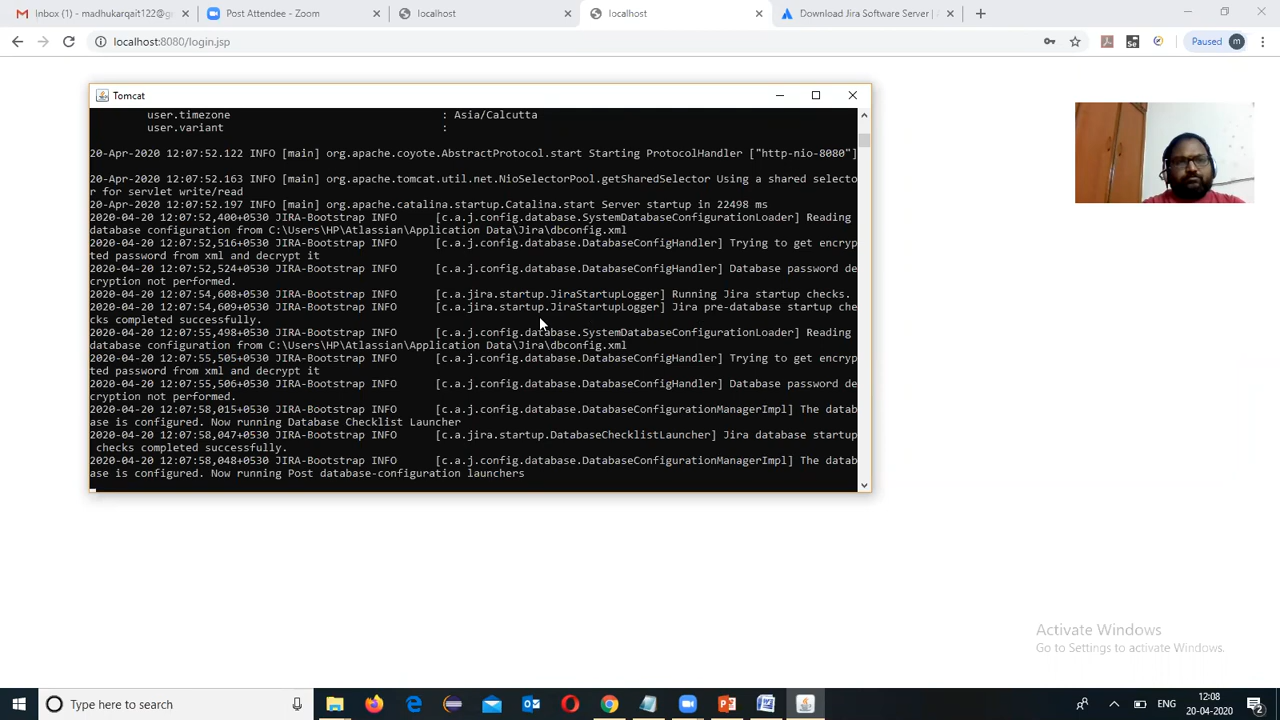 Inbox (1) - madhukarqait122@g
Post Attendee - Zoom
localhost
localhost
Download Jira Software Server | A
localhost:8080/login.jsp
Paused
m
Tomcat
user.timezone : Asia/Calcutta
user.variant :
20-Apr-2020 12:07:52.122 INFO [main] org.apache.coyote.AbstractProtocol.start Starting ProtocolHandler ["http-nio-8080"]
20-Apr-2020 12:07:52.163 INFO [main] org.apache.tomcat.util.net.NioSelectorPool.getSharedSelector Using a shared selecto
r for servlet write/read
20-Apr-2020 12:07:52.197 INFO [main] org.apache.catalina.startup.Catalina.start Server startup in 22498 ms
2020-04-20 12:07:52,400+0530 JIRA-Bootstrap INFO [c.a.j.config.database.SystemDatabaseConfigurationLoader] Reading
database configuration from C:\Users\HP\Atlassian\Application Data\Jira\dbconfig.xml
2020-04-20 12:07:52,516+0530 JIRA-Bootstrap INFO [c.a.j.config.database.DatabaseConfigHandler] Trying to get encryp
ted password from xml and decrypt it
2020-04-20 12:07:52,524+0530 JIRA-Bootstrap INFO [c.a.j.config.database.DatabaseConfigHandler] Database password de
cryption not performed.
2020-04-20 12:07:54,608+0530 JIRA-Bootstrap INFO [c.a.jira.startup.JiraStartupLogger] Running Jira startup checks.
2020-04-20 12:07:54,609+0530 JIRA-Bootstrap INFO [c.a.jira.startup.JiraStartupLogger] Jira pre-database startup che
cks completed successfully.
2020-04-20 12:07:55,498+0530 JIRA-Bootstrap INFO [c.a.j.config.database.SystemDatabaseConfigurationLoader] Reading
database configuration from C:\Users\HP\Atlassian\Application Data\Jira\dbconfig.xml
2020-04-20 12:07:55,505+0530 JIRA-Bootstrap INFO [c.a.j.config.database.DatabaseConfigHandler] Trying to get encryp
ted password from xml and decrypt it
2020-04-20 12:07:55,506+0530 JIRA-Bootstrap INFO [c.a.j.config.database.DatabaseConfigHandler] Database password de
cryption not performed.
2020-04-20 12:07:58,015+0530 JIRA-Bootstrap INFO [c.a.j.config.database.DatabaseConfigurationManagerImpl] The datab
ase is configured. Now running Database Checklist Launcher
2020-04-20 12:07:58,047+0530 JIRA-Bootstrap INFO [c.a.jira.startup.DatabaseChecklistLauncher] Jira database startup
checks completed successfully.
2020-04-20 12:07:58,048+0530 JIRA-Bootstrap INFO [c.a.j.config.database.DatabaseConfigurationManagerImpl] The datab
ase is configured. Now running Post database-configuration launchers
Activate Windows
Go to Settings to activate Windows.
Type here to search
ENG
12:08
20-04-2020
2